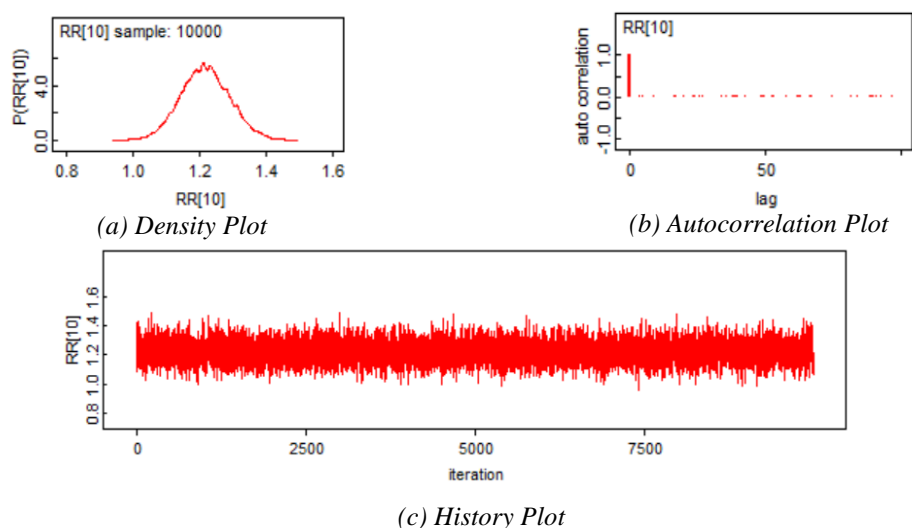 RR[10] sample: 10000
P(RR[10])
4.0
0.0
0.8 1.0 1.2 1.4 1.6
RR[10]
(a) Density Plot
RR[10]
auto correlation
1.0
0.0
-1.0
0 50
lag
(b) Autocorrelation Plot
RR[10]
1.6
1.4
1.2
1.0
0.8
0 2500 5000 7500
iteration
(c) History Plot